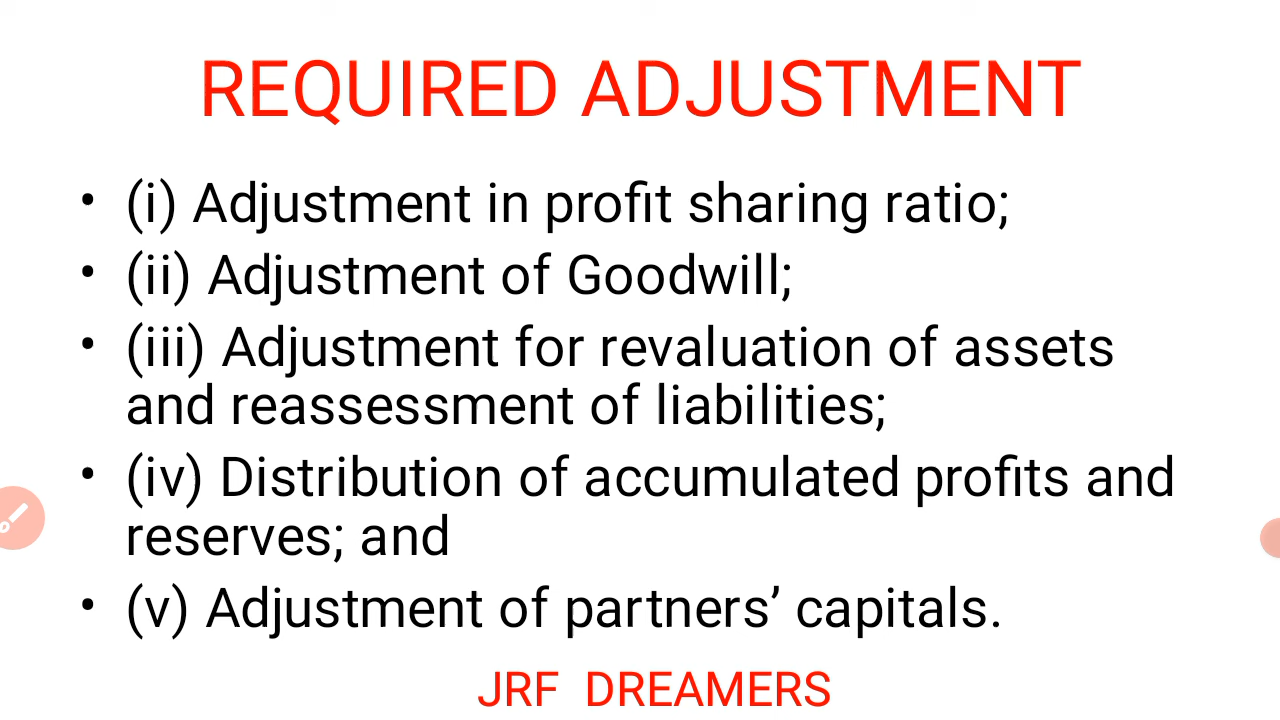 REQUIRED ADJUSTMENT
• (i) Adjustment in profit sharing ratio;
• (ii) Adjustment of Goodwill;
• (iii) Adjustment for revaluation of assets
and reassessment of liabilities;
• (iv) Distribution of accumulated profits and
reserves; and
• (v) Adjustment of partners’ capitals.
JRF DREAMERS